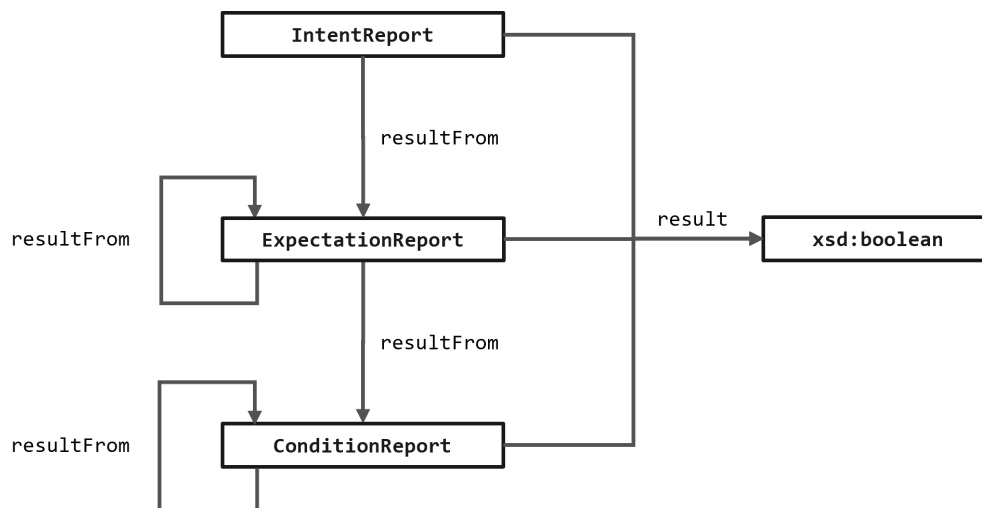 IntentReport
resultFrom
result
resultFrom
ExpectationReport
xsd:boolean
resultFrom
resultFrom
ConditionReport